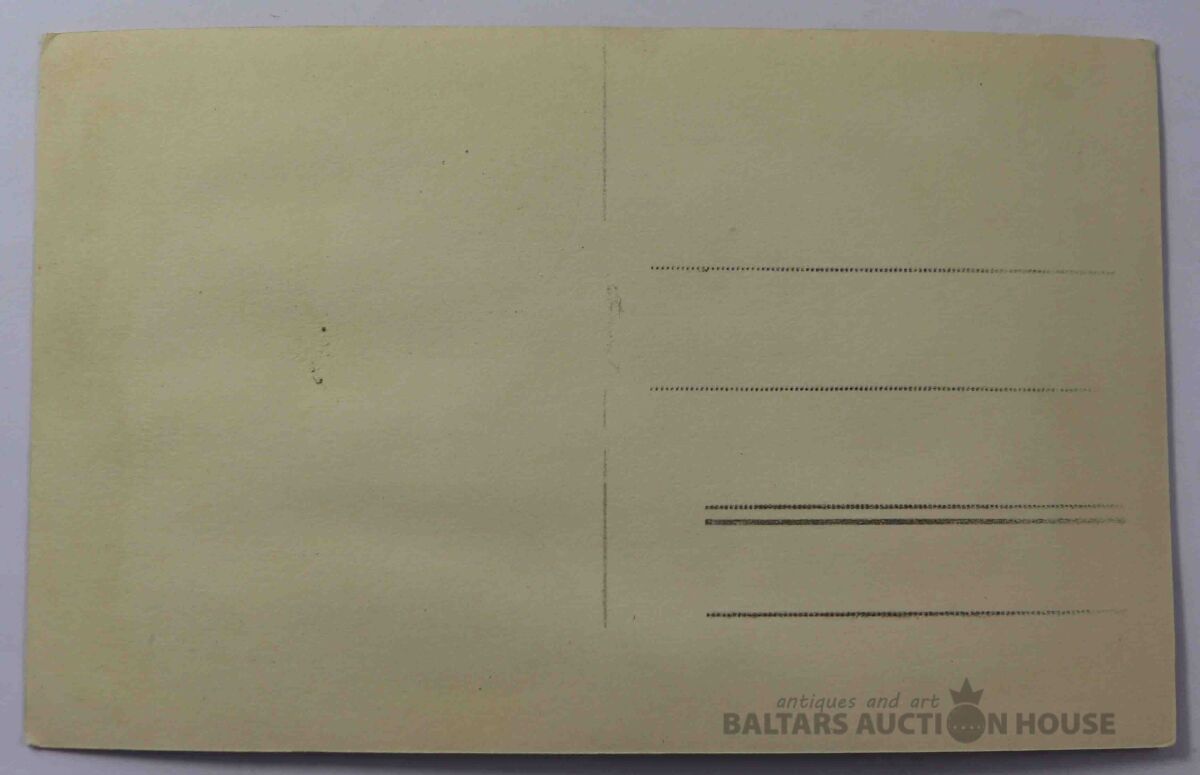 antiques and art
BALTARS AUCTION HOUSE